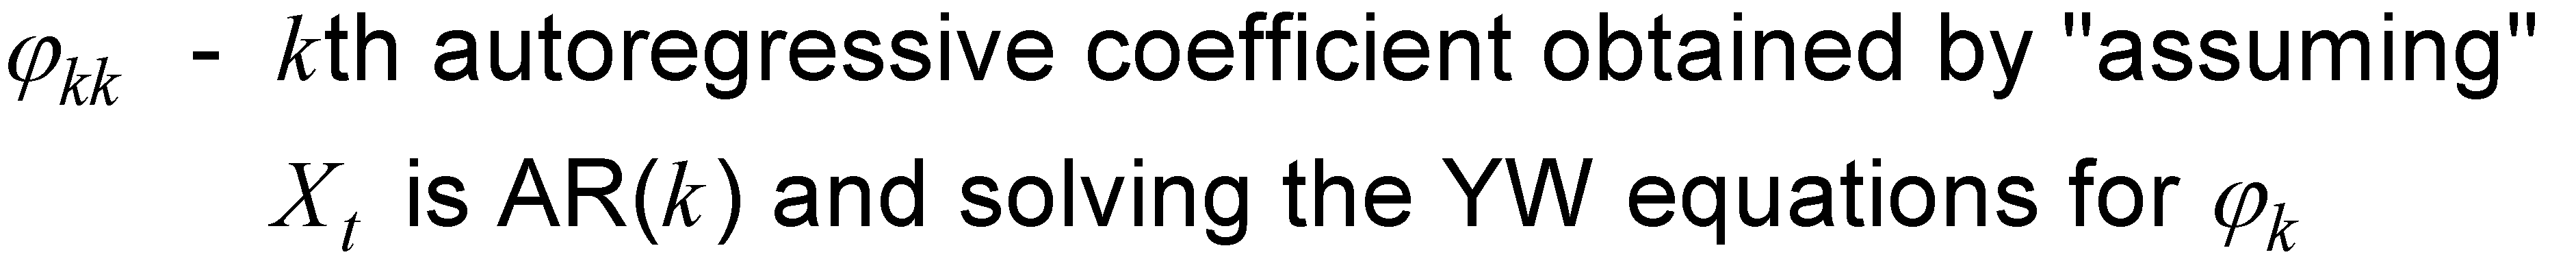 φₖₖ - kth autoregressive coefficient obtained by "assuming"
Xₜ is AR(k) and solving the YW equations for φₖ